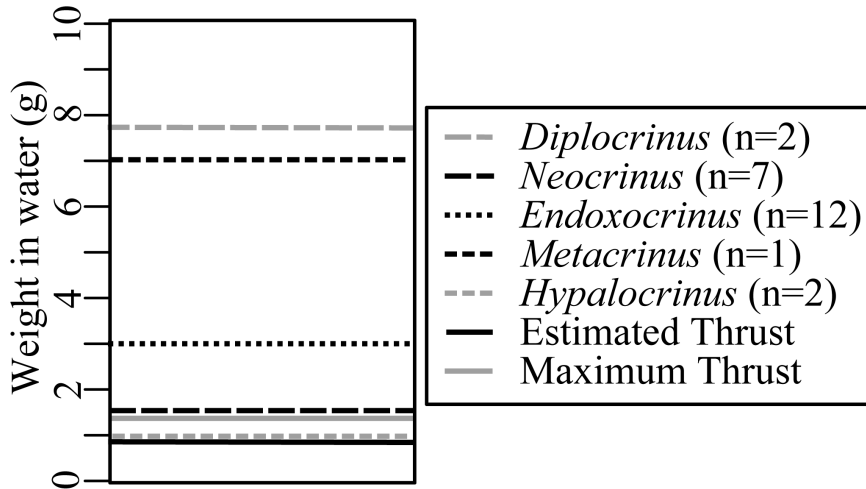 Weight in water (g)
10
8
6
4
2
0
Diplocrinus (n=2)
Neocrinus (n=7)
Endoxocrinus (n=12)
Metacrinus (n=1)
Hypalocrinus (n=2)
Estimated Thrust
Maximum Thrust